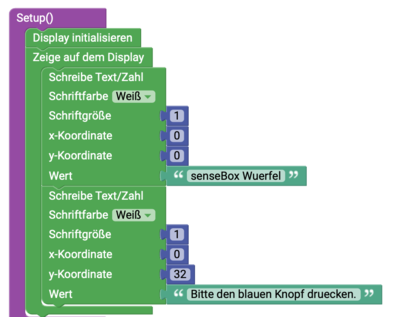 Setup()
Display initialisieren
Zeige auf dem Display
Schreibe Text/Zahl
Schriftfarbe Weiß
Schriftgröße 1
x-Koordinate 0
y-Koordinate 0
Wert “ senseBox Wuerfel ”
Schreibe Text/Zahl
Schriftfarbe Weiß
Schriftgröße 1
x-Koordinate 0
y-Koordinate 32
Wert “ Bitte den blauen Knopf druecken. ”